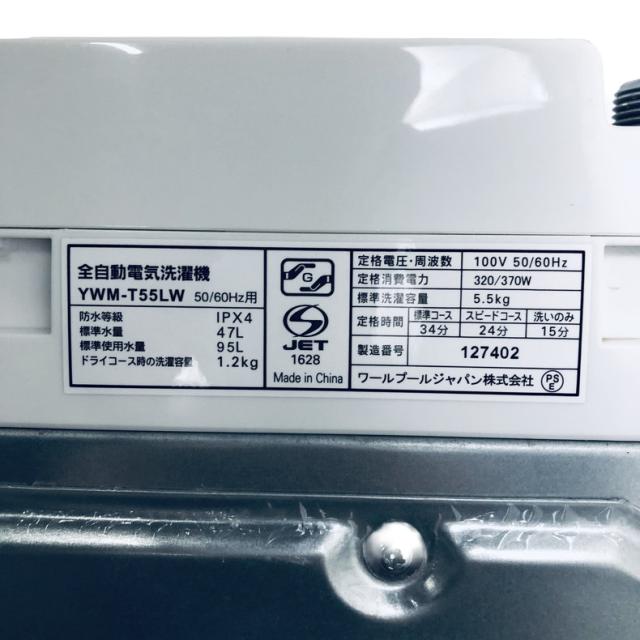 全自動電気洗濯機
YWM-T55LW 50/60Hz用
防水等級 IPX4
標準水量 47L
標準使用水量 95L
ドライコース時の洗濯容量 1.2kg
G
S
JET
1628
Made in China
定格電圧・周波数 100V 50/60Hz
定格消費電力 320/370W
標準洗濯容量 5.5kg
定格時間 標準コース スピードコース 洗いのみ
34分 24分 15分
製造番号 127402
ワールプールジャパン株式会社 PS
E